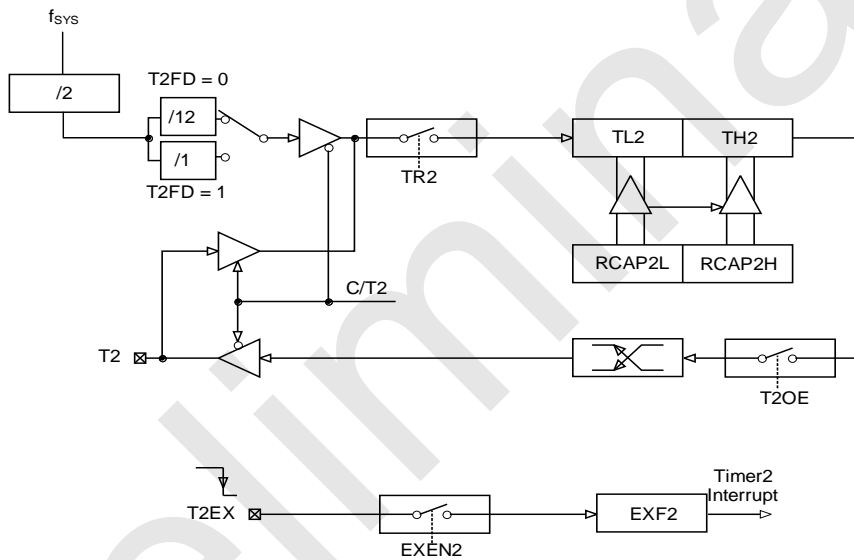 fSYS
/2
T2FD = 0
/12
/1
T2FD = 1
TR2
TL2
TH2
RCAP2L
RCAP2H
C/T2
T2
T2OE
T2EX
EXEN2
EXF2
Timer2
Interrupt
elimina